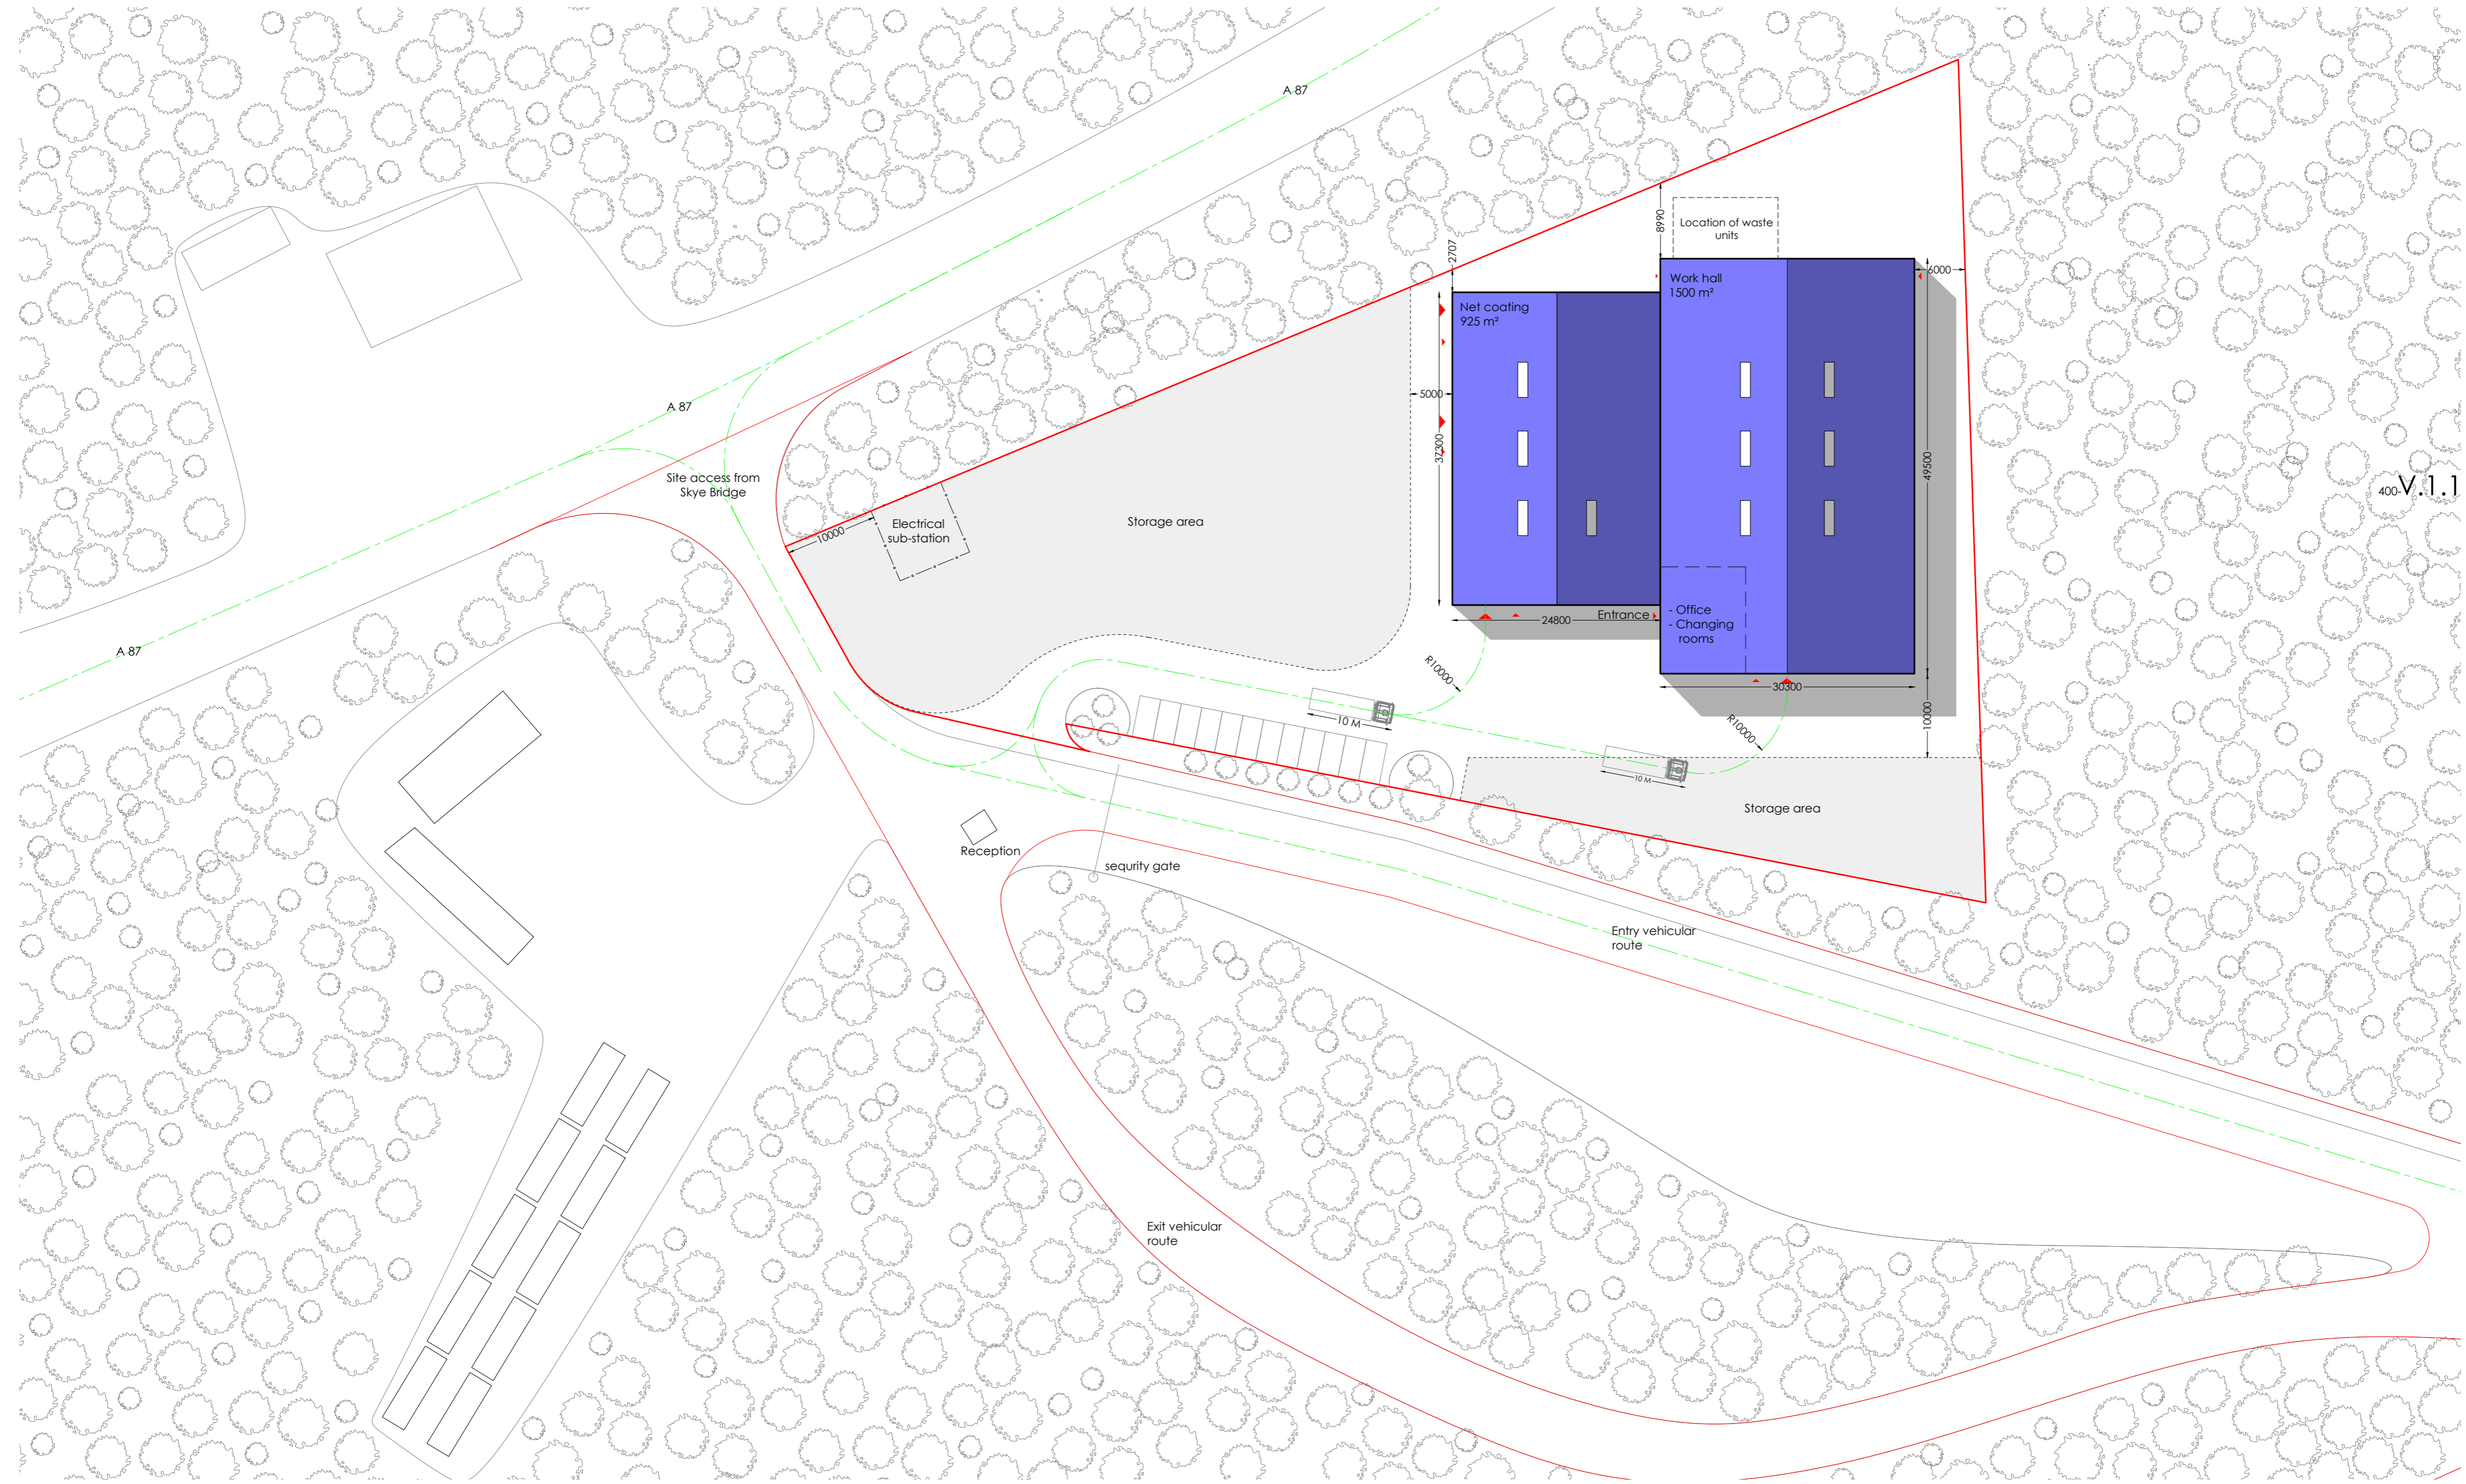 A 87
8990
Location of waste
units
2707
6000
Work hall
1500 m²
Net coating
925 m²
5000
A 87
37300
49500
Site access from
Skye Bridge
400-V.1.1
10000
Electrical
sub-station
Storage area
- Office
- Changing
rooms
Entrance
24800
A 87
R10000
30300
10 M
R10000
10000
10 M
Storage area
Reception
sequrity gate
Entry vehicular
route
Exit vehicular
route